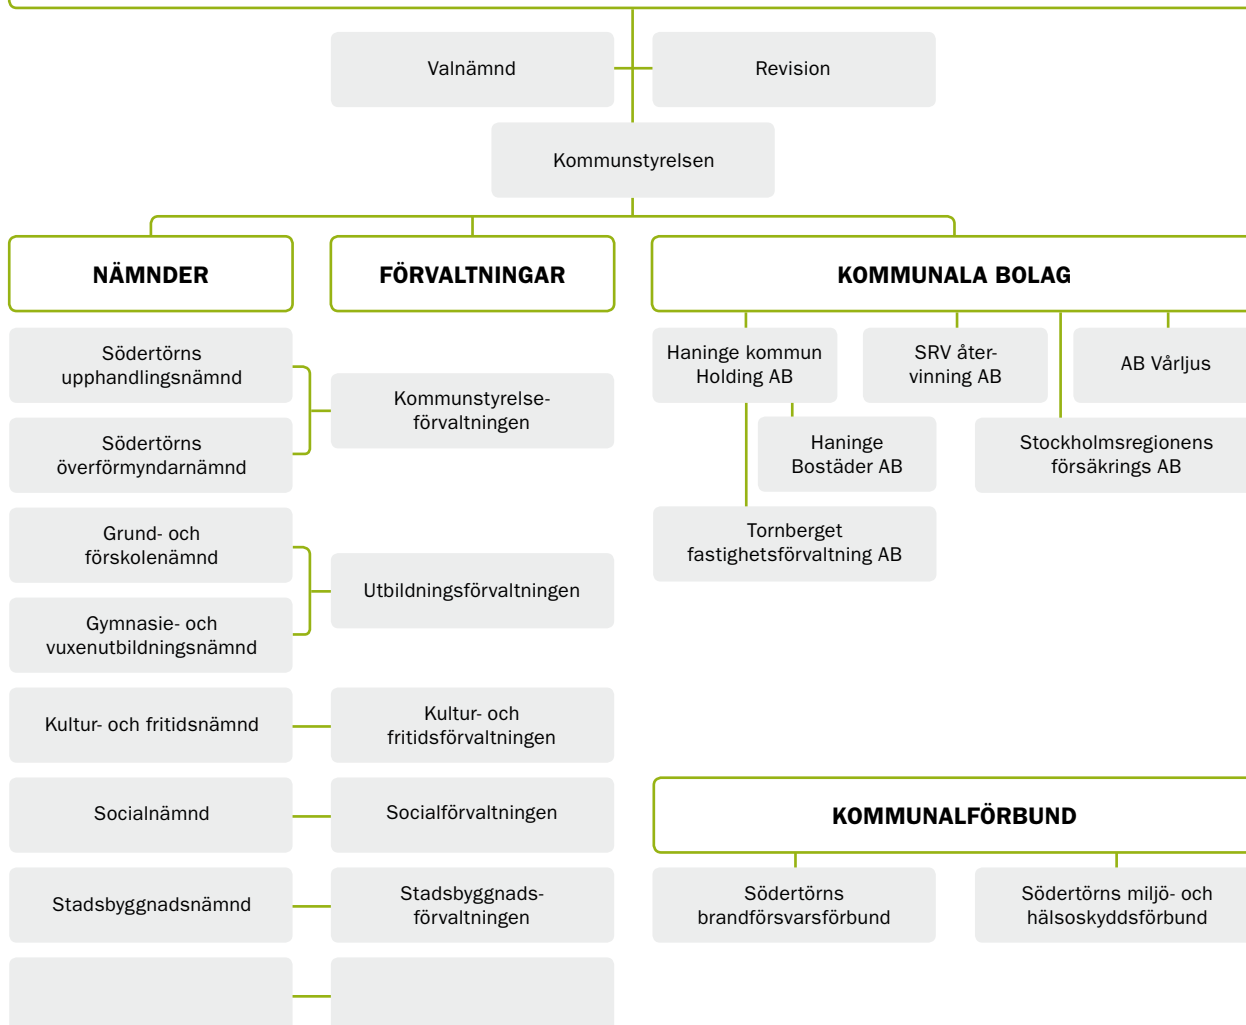 Valnämnd
Revision
Kommunstyrelsen
NÄMNDER
FÖRVALTNINGAR
KOMMUNALA BOLAG
Södertörns
upphandlingsnämnd
Södertörns
överförmyndarnämnd
Kommunstyrelse-
förvaltningen
Grund- och
förskolenämnd
Gymnasie- och
vuxenutbildningsnämnd
Utbildningsförvaltningen
Kultur- och fritidsnämnd
Kultur- och
fritidsförvaltningen
Socialnämnd
Socialförvaltningen
Stadsbyggnadsnämnd
Stadsbyggnads-
förvaltningen
Haninge kommun
Holding AB
SRV åter-
vinning AB
AB Vårljus
Haninge
Bostäder AB
Stockholmsregionens
försäkrings AB
Tornberget
fastighetsförvaltning AB
KOMMUNALFÖRBUND
Södertörns
brandförsvarsförbund
Södertörns miljö- och
hälsoskyddsförbund